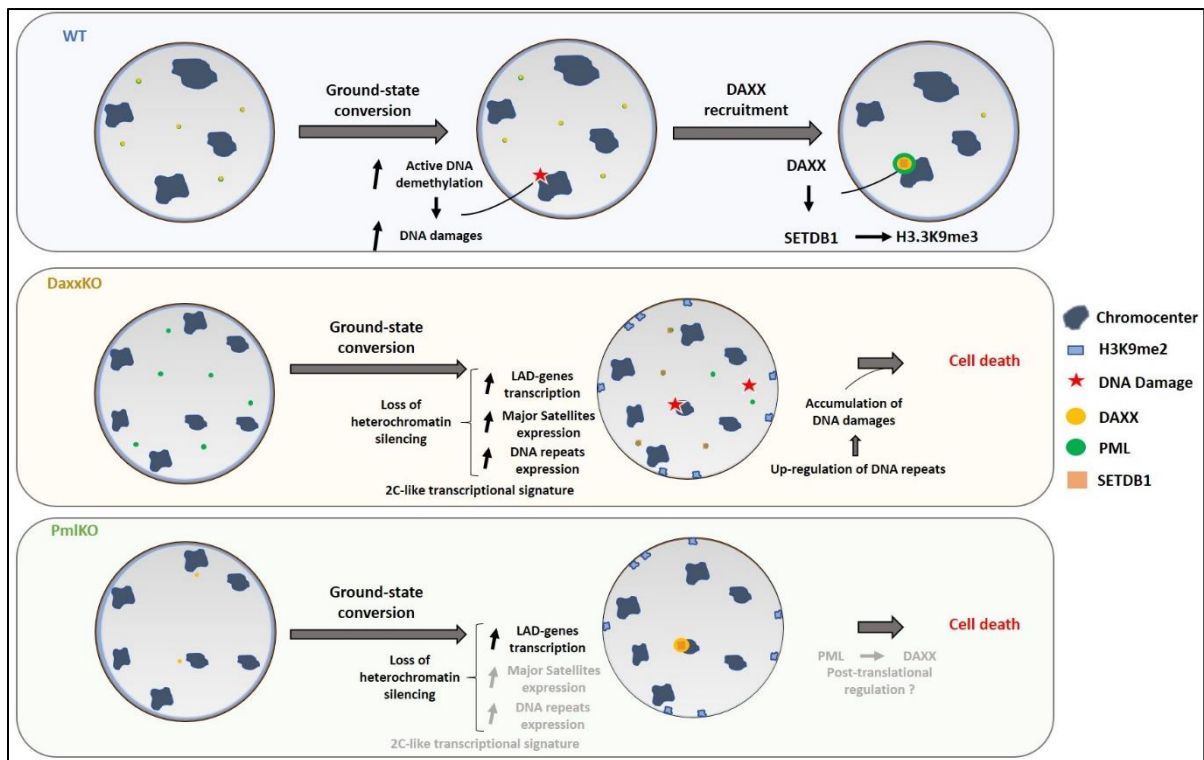 WT
Ground-state
conversion
Active DNA
demethylation
DNA damages
DAXX
recruitment
DAXX
SETDB1
H3.3K9me3
DaxxKO
Ground-state
conversion
Loss of
heterochromatin
silencing
LAD-genes
transcription
Major Satellites
expression
DNA repeats
expression
2C-like transcriptional signature
Accumulation of
DNA damages
Up-regulation of DNA repeats
Cell death
PmlKO
Ground-state
conversion
Loss of
heterochromatin
silencing
LAD-genes
transcription
Major Satellites
expression
DNA repeats
expression
2C-like transcriptional signature
PML
DAXX
Post-translational
regulation ?
Cell death
Chromocenter
H3K9me2
DNA Damage
DAXX
PML
SETDB1